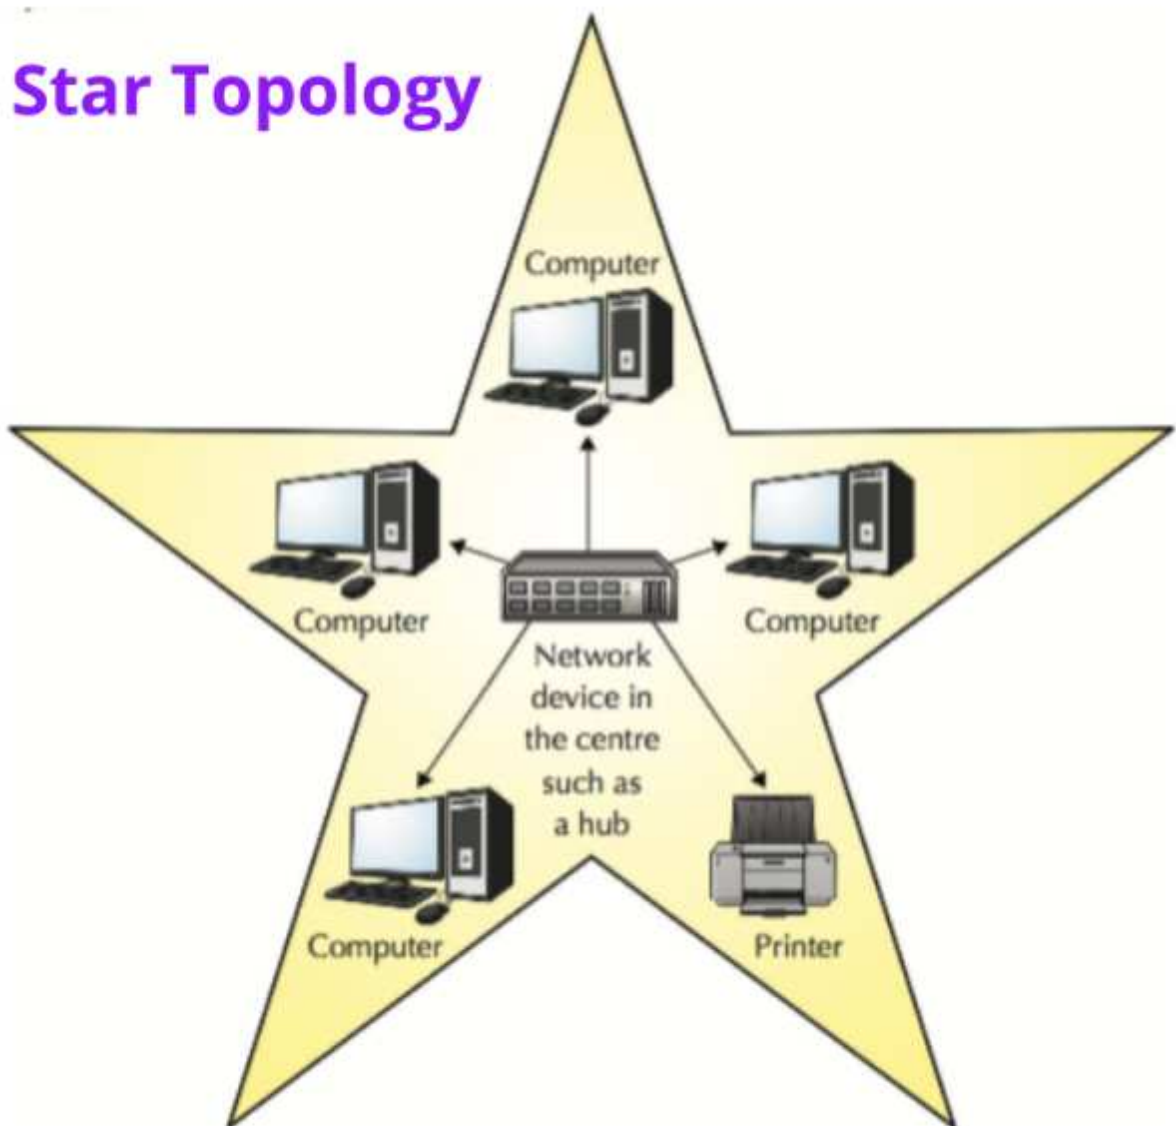 Star Topology
Computer
Computer
Computer
Network
device in
the centre
such as
a hub
Computer
Printer